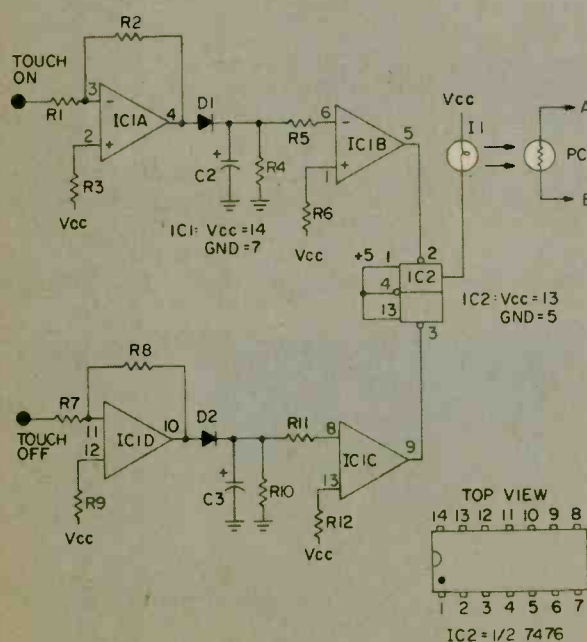 R2
TOUCH
ON
R1
3
−
IC1A
4
D1
2
+
R3
Vcc
R5
+
C2
R4
6
−
IC1B
5
1
+
R6
Vcc
IC1: Vcc=14
GND=7
Vcc
I1
A
PC
+5
1
2
4
IC2
13
3
IC2: Vcc=13
GND=5
R8
R7
TOUCH
OFF
11
IC1D
10
D2
12
R9
Vcc
R11
+
C3
R10
8
IC1C
9
13
R12
Vcc
TOP VIEW
14 13 12 11 10 9 8
1 2 3 4 5 6 7
IC2=1/2 7476